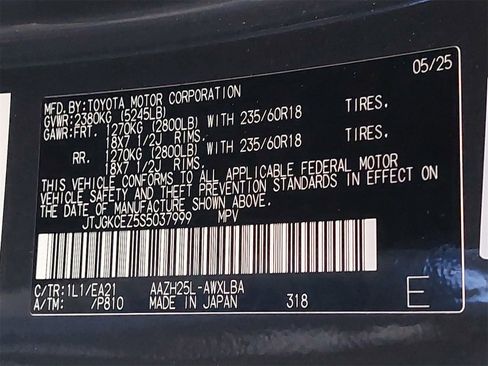 05/25
MFD.BY:TOYOTA MOTOR CORPORATION
GVWR:2380KG (5245LB)
GAWR:FRT. 1270KG (2800LB) WITH 235/60R18 TIRES.
18X7 1/2J RIMS.
RR. 1270KG (2800LB) WITH 235/60R18 TIRES.
18X7 1/2J RIMS.
THIS VEHICLE CONFORMS TO ALL APPLICABLE FEDERAL MOTOR
VEHICLE SAFETY AND THEFT PREVENTION STANDARDS IN EFFECT ON
THE DATE OF MANUFACTURE SHOWN ABOVE.
JTJGKCEZ5S5037999 MPV
C/TR:1L1/EA21 AAZH25L-AWXLBA
A/TM: /P810 MADE IN JAPAN 318 E